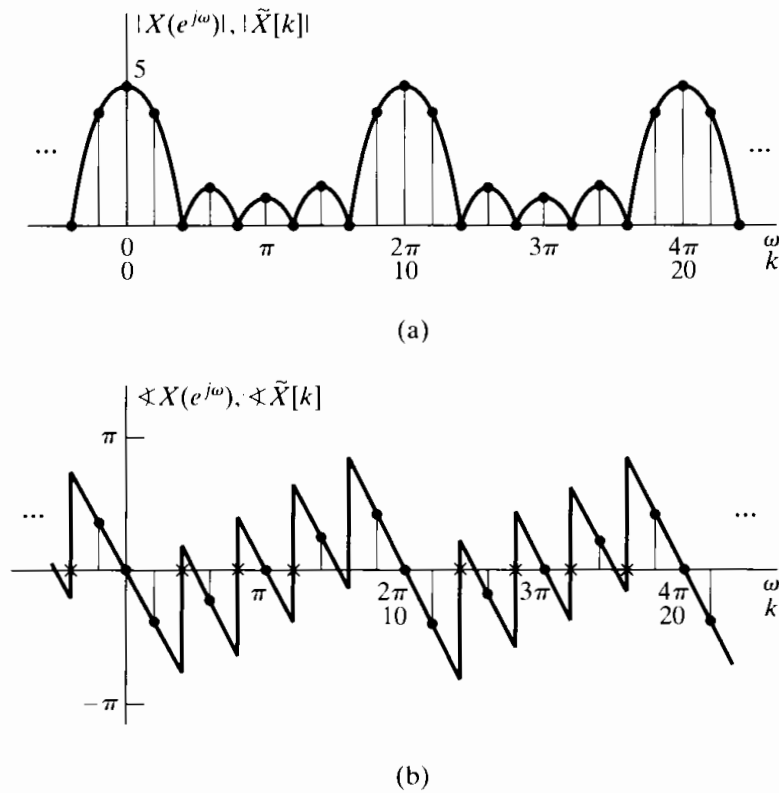 |X(e^{jω})|, |X̃[k]|
5
... ...
0 π 2π 3π 4π ω
0 10 20 k
(a)
∢X(e^{jω}), ∢X̃[k]
π
... ...
π 2π 3π 4π ω
10 20 k
−π
(b)